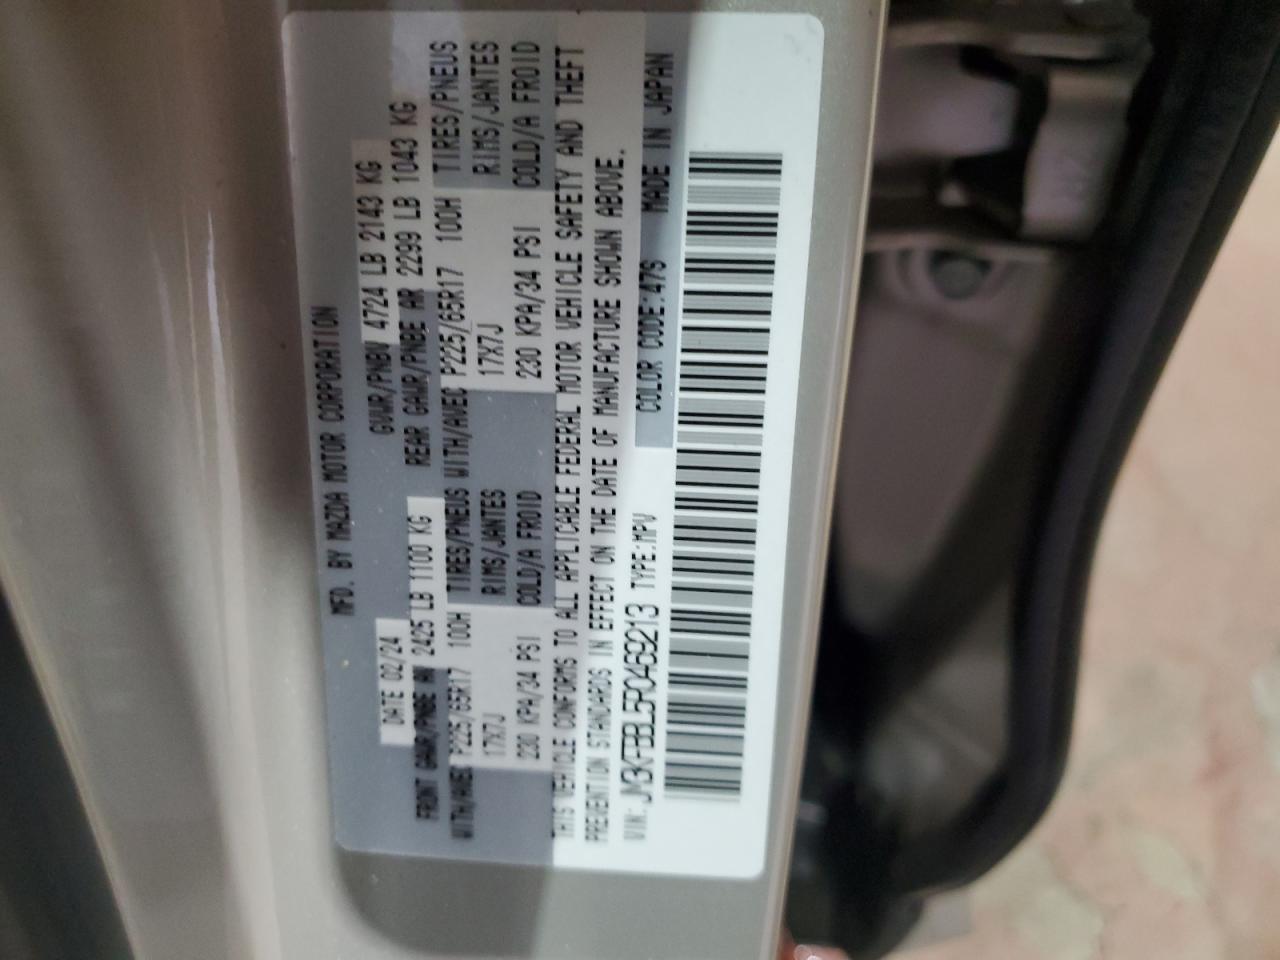 MFD. BY MAZDA MOTOR CORPORATION
DATE 02/24 GVWR/PNBV 4724 LB 2143 KG
FRONT GAWR/PNBE AV 2425 LB 1100 KG REAR GAWR/PNBE AR 2299 LB 1043 KG
WITH/AVEC P225/65R17 100H TIRES/PNEUS WITH/AVEC P225/65R17 100H TIRES/PNEUS
17X7J RIMS/JANTES 17X7J RIMS/JANTES
230 KPA/34 PSI COLD/A FROID 230 KPA/34 PSI COLD/A FROID
THIS VEHICLE CONFORMS TO ALL APPLICABLE FEDERAL MOTOR VEHICLE SAFETY AND THEFT
PREVENTION STANDARDS IN EFFECT ON THE DATE OF MANUFACTURE SHOWN ABOVE.
VIN: JM3KFBBL5R0469213 TYPE:MPV COLOR CODE:47S MADE IN JAPAN